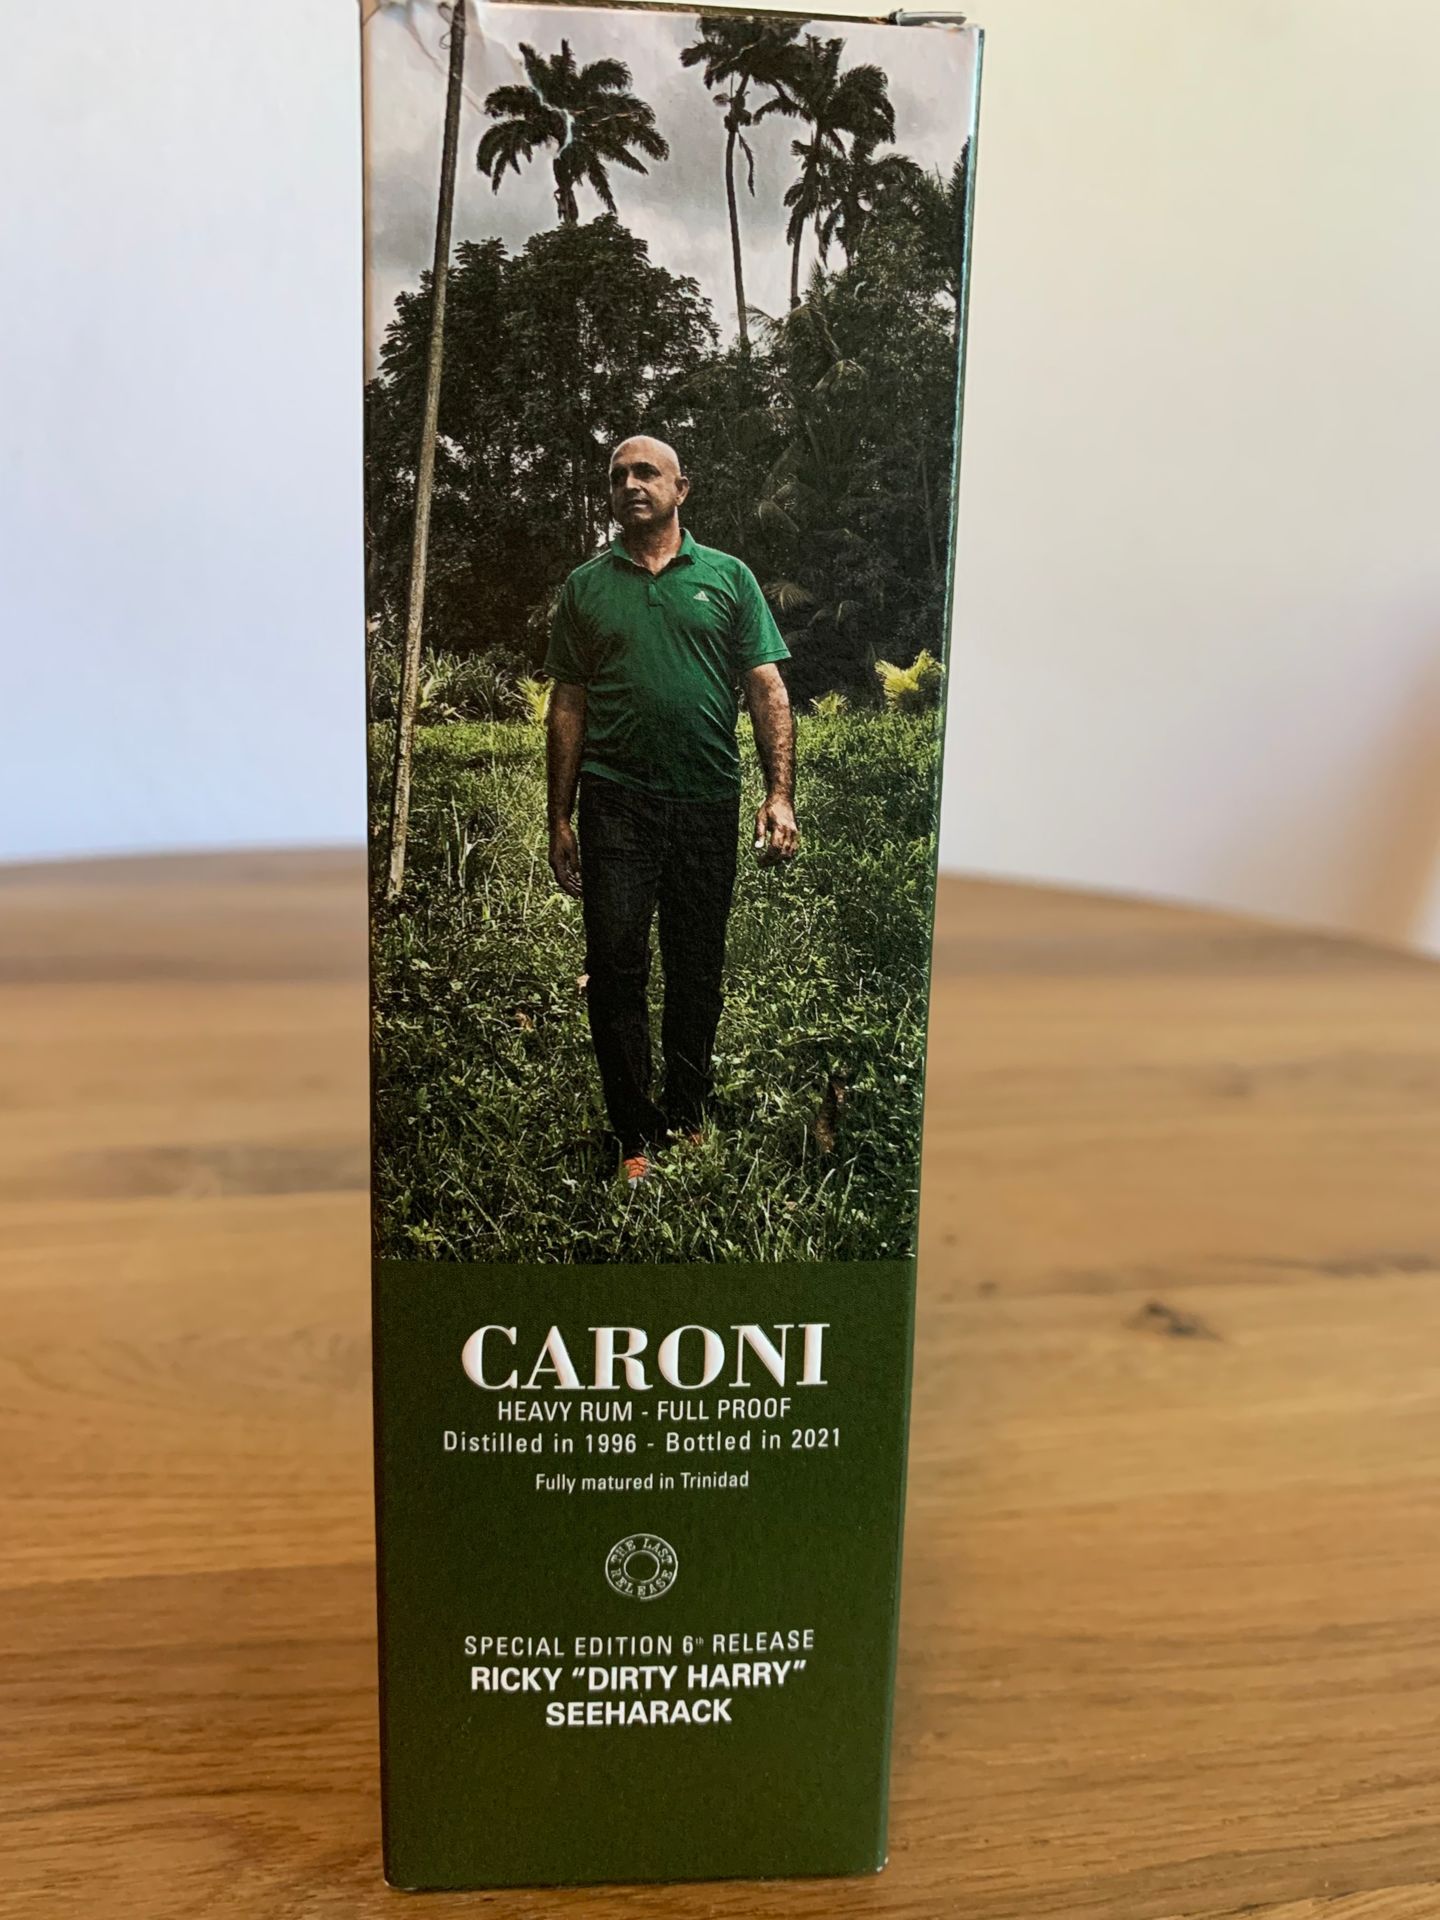 CARONI
HEAVY RUM - FULL PROOF
Distilled in 1996 - Bottled in 2021
Fully matured in Trinidad
THE LAST RELEASE
SPECIAL EDITION 6th RELEASE
RICKY "DIRTY HARRY"
SEEHARACK